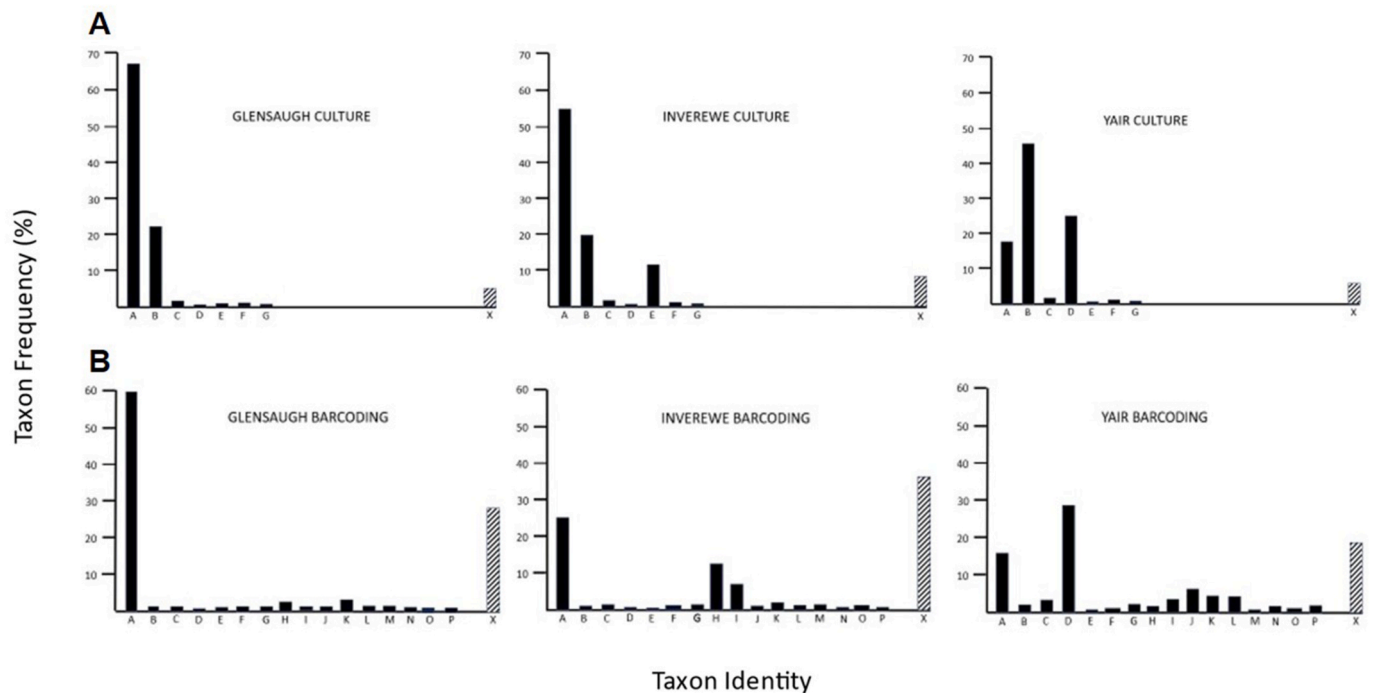 A
Taxon Frequency (%)
70
60
50
40
30
20
10
GLENSAUGH CULTURE
A B C D E F G X
70
60
50
40
30
20
10
INVEREWE CULTURE
A B C D E F G X
70
60
50
40
30
20
10
YAIR CULTURE
A B C D E F G X
B
60
50
40
30
20
10
GLENSAUGH BARCODING
A B C D E F G H I J K L M N O P X
60
50
40
30
20
10
INVEREWE BARCODING
A B C D E F G H I J K L M N O P X
60
50
40
30
20
10
YAIR BARCODING
A B C D E F G H I J K L M N O P X
Taxon Identity